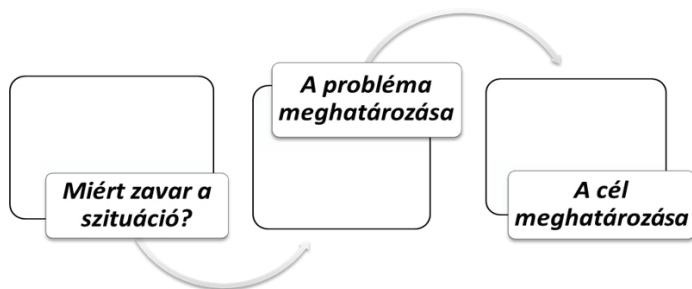 Miért zavar a
szituáció?
A probléma
meghatározása
A cél
meghatározása